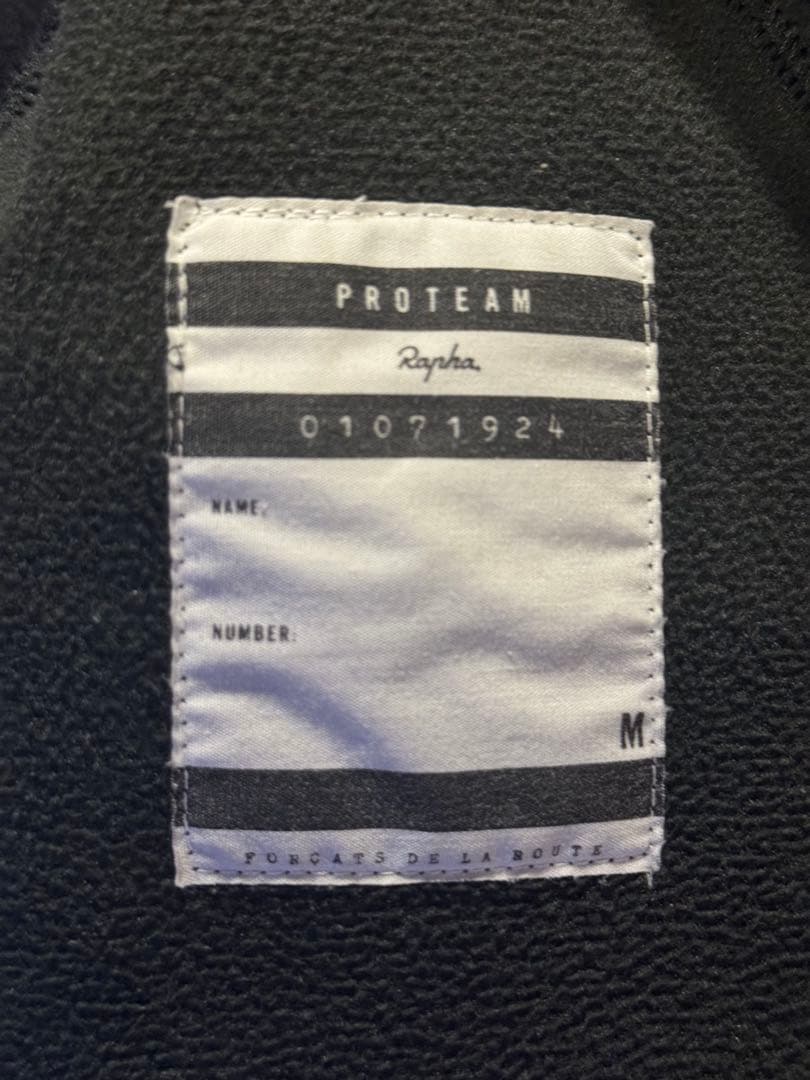 PROTEAM
Rapha.
01071924
NAME:
NUMBER:
M
FORÇATS DE LA ROUTE